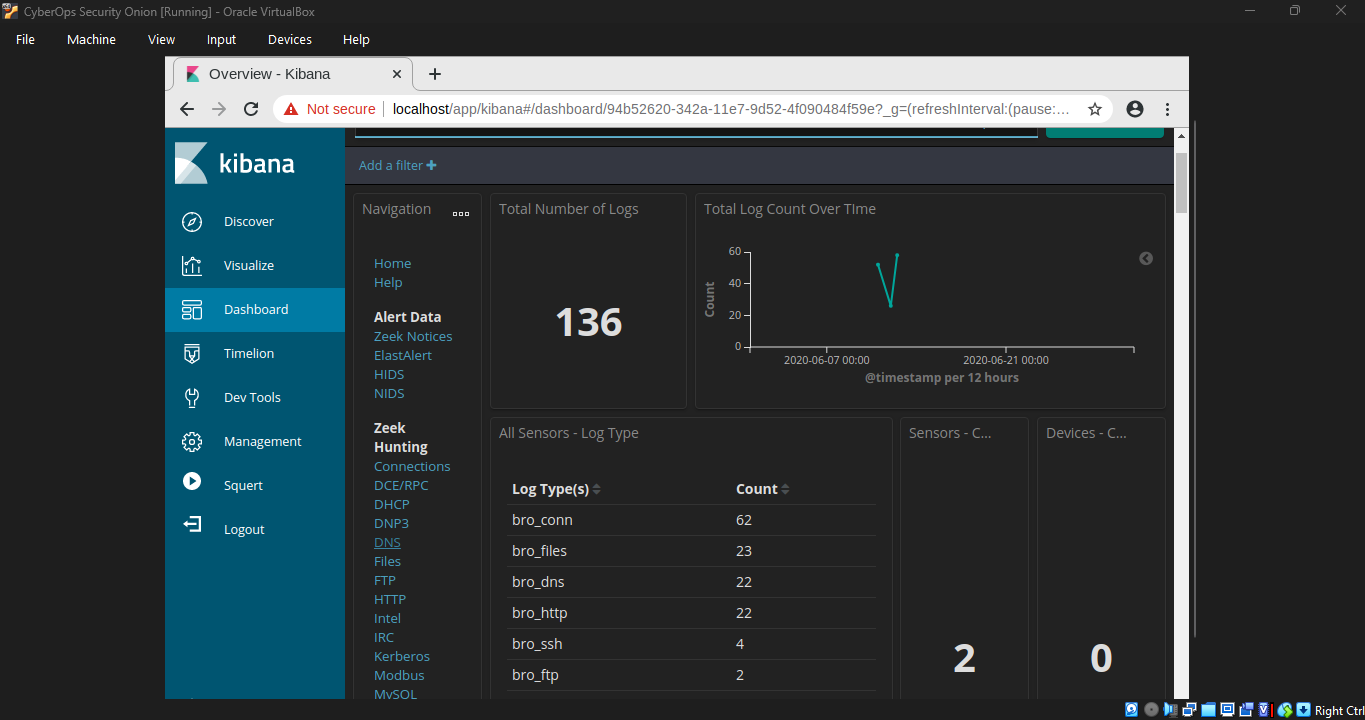 CyberOps Security Onion [Running] - Oracle VirtualBox
File Machine View Input Devices Help
Overview - Kibana
Not secure localhost/app/kibana#/dashboard/94b52620-342a-11e7-9d52-4f090484f59e?_g=(refreshInterval:(pause:...
kibana
Discover
Visualize
Dashboard
Timelion
Dev Tools
Management
Squert
Logout
Add a filter
Navigation
Home
Help
Alert Data
Zeek Notices
ElastAlert
HIDS
NIDS
Zeek
Hunting
Connections
DCE/RPC
DHCP
DNP3
DNS
Files
FTP
HTTP
Intel
IRC
Kerberos
Modbus
MySQL
Total Number of Logs
136
Total Log Count Over TIme
60
40
20
0
Count
2020-06-07 00:00 2020-06-21 00:00
@timestamp per 12 hours
All Sensors - Log Type
Log Type(s) Count
bro_conn 62
bro_files 23
bro_dns 22
bro_http 22
bro_ssh 4
bro_ftp 2
Sensors - C...
2
Devices - C...
0
Right Ctrl